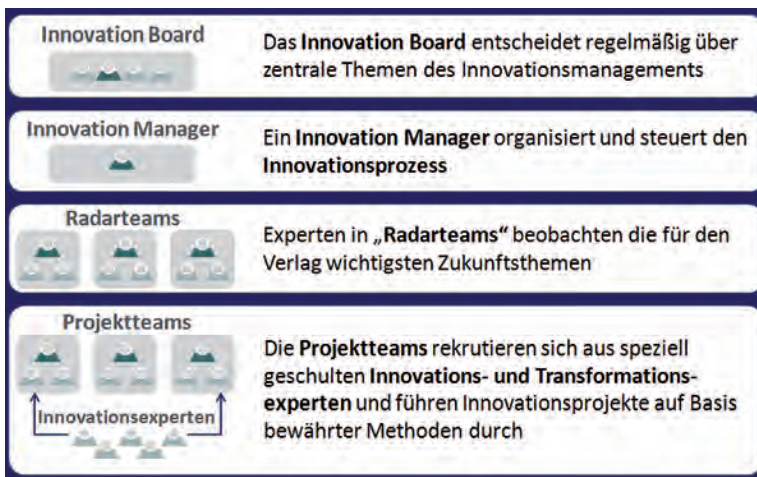 Innovation Board
Das Innovation Board entscheidet regelmäßig über
zentrale Themen des Innovationsmanagements
Innovation Manager
Ein Innovation Manager organisiert und steuert den
Innovationsprozess
Radarteams
Experten in „Radarteams“ beobachten die für den
Verlag wichtigsten Zukunftsthemen
Projektteams
Innovationsexperten
Die Projektteams rekrutieren sich aus speziell
geschulten Innovations- und Transformations-
experten und führen Innovationsprojekte auf Basis
bewährter Methoden durch